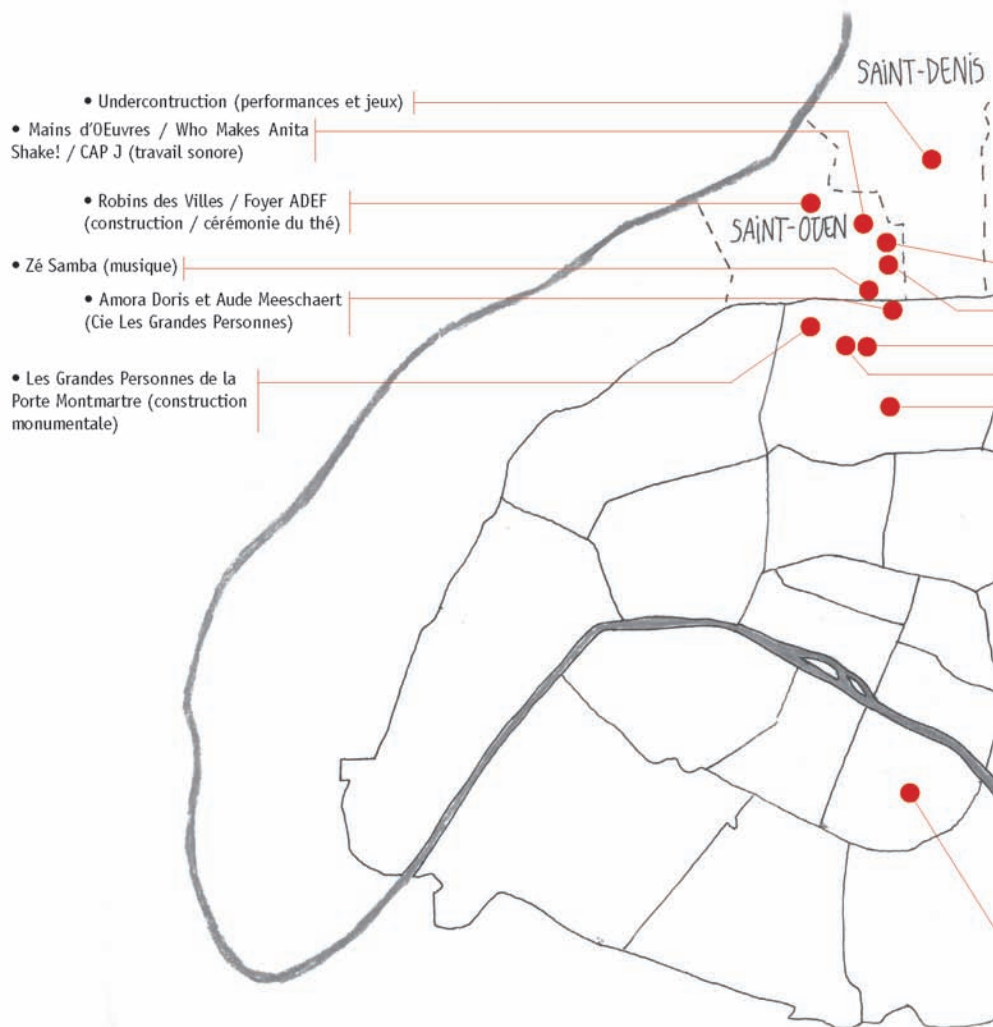 SAINT-DENIS
• Undercontruction (performances et jeux)
• Mains d'OEuvres / Who Makes Anita
Shake! / CAP J (travail sonore)
• Robins des Villes / Foyer ADEF
(construction / cérémonie du thé)
SAINT-OUEN
• Zé Samba (musique)
• Amora Doris et Aude Meeschaert
(Cie Les Grandes Personnes)
• Les Grandes Personnes de la
Porte Montmartre (construction
monumentale)